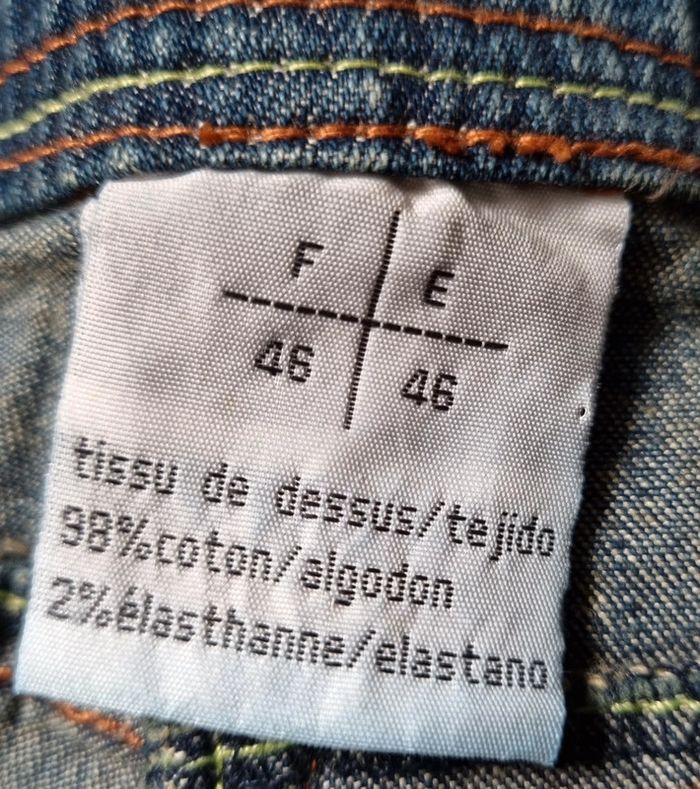 F E
46 46
tissu de dessus/tejido
98%coton/algodon
2%élasthanne/elastano